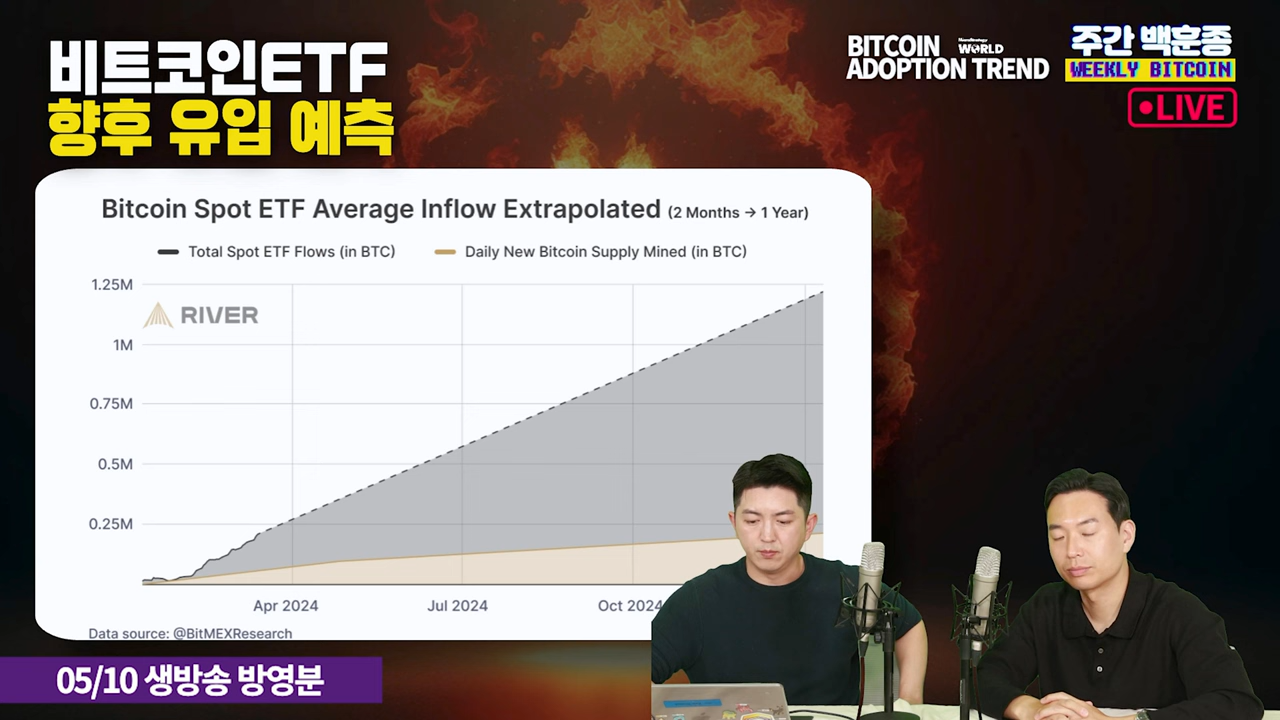 비트코인ETF
향후 유입 예측
BITCOIN
ADOPTION TREND
MicroStrategy
WORLD
주간 백훈종
WEEKLY BITCOIN
LIVE
Bitcoin Spot ETF Average Inflow Extrapolated (2 Months → 1 Year)
Total Spot ETF Flows (in BTC)
Daily New Bitcoin Supply Mined (in BTC)
1.25M
RIVER
1M
0.75M
0.5M
0.25M
Apr 2024
Jul 2024
Oct 2024
Data source: @BitMEXResearch
05/10 생방송 방영분